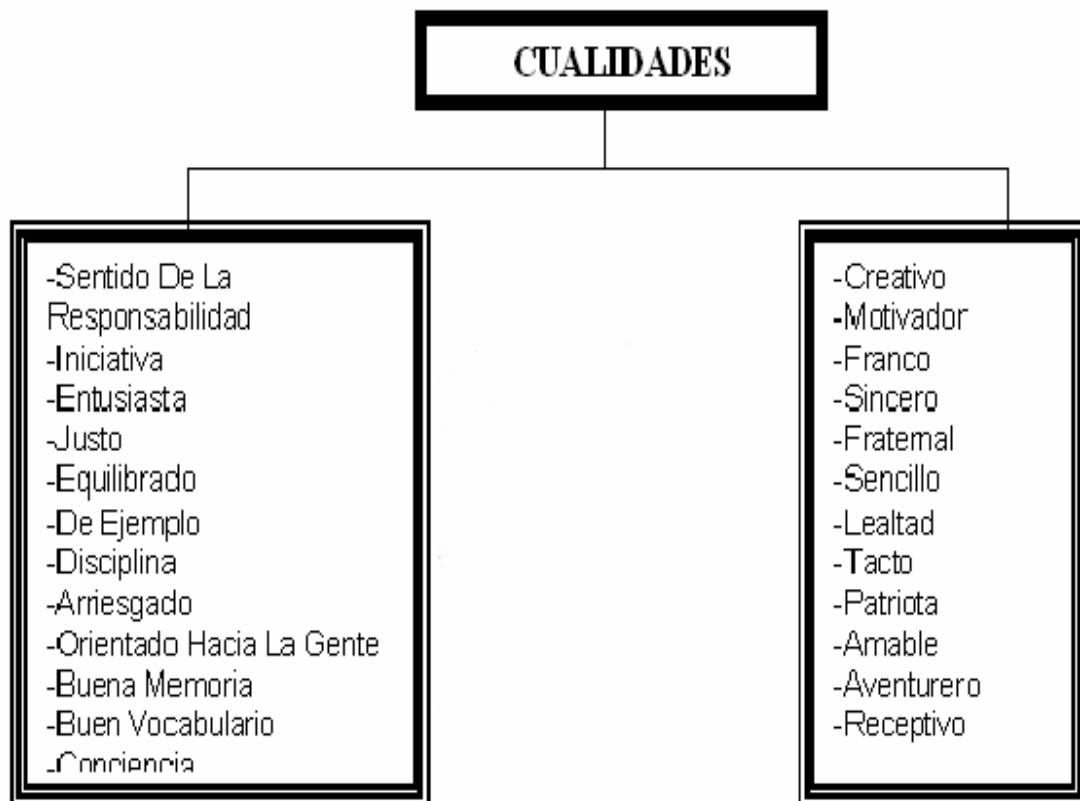 CUALIDADES
-Sentido De La
Responsabilidad
-Iniciativa
-Entusiasta
-Justo
-Equilibrado
-De Ejemplo
-Disciplina
-Arriesgado
-Orientado Hacia La Gente
-Buena Memoria
-Buen Vocabulario
-Conciencia
-Creativo
-Motivador
-Franco
-Sincero
-Fraternal
-Sencillo
-Lealtad
-Tacto
-Patriota
-Amable
-Aventurero
-Receptivo